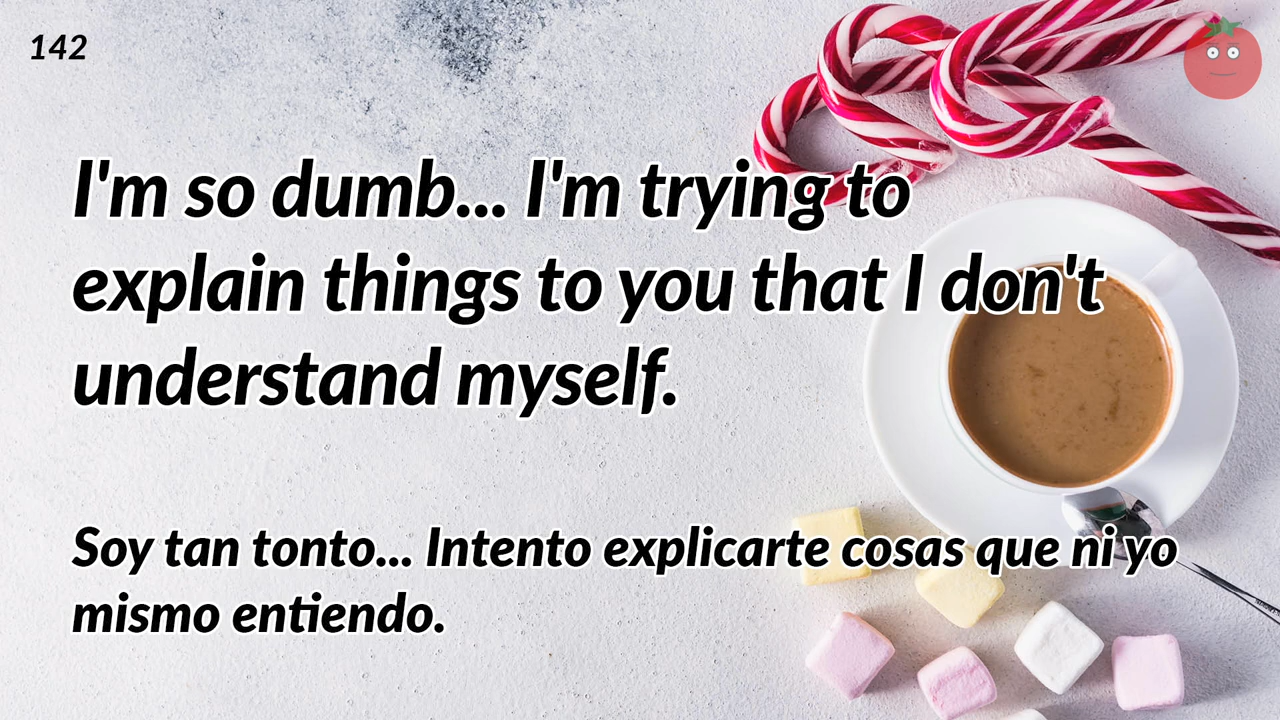 142
I'm so dumb... I'm trying to
explain things to you that I don't
understand myself.
Soy tan tonto... Intento explicarte cosas que ni yo
mismo entiendo.